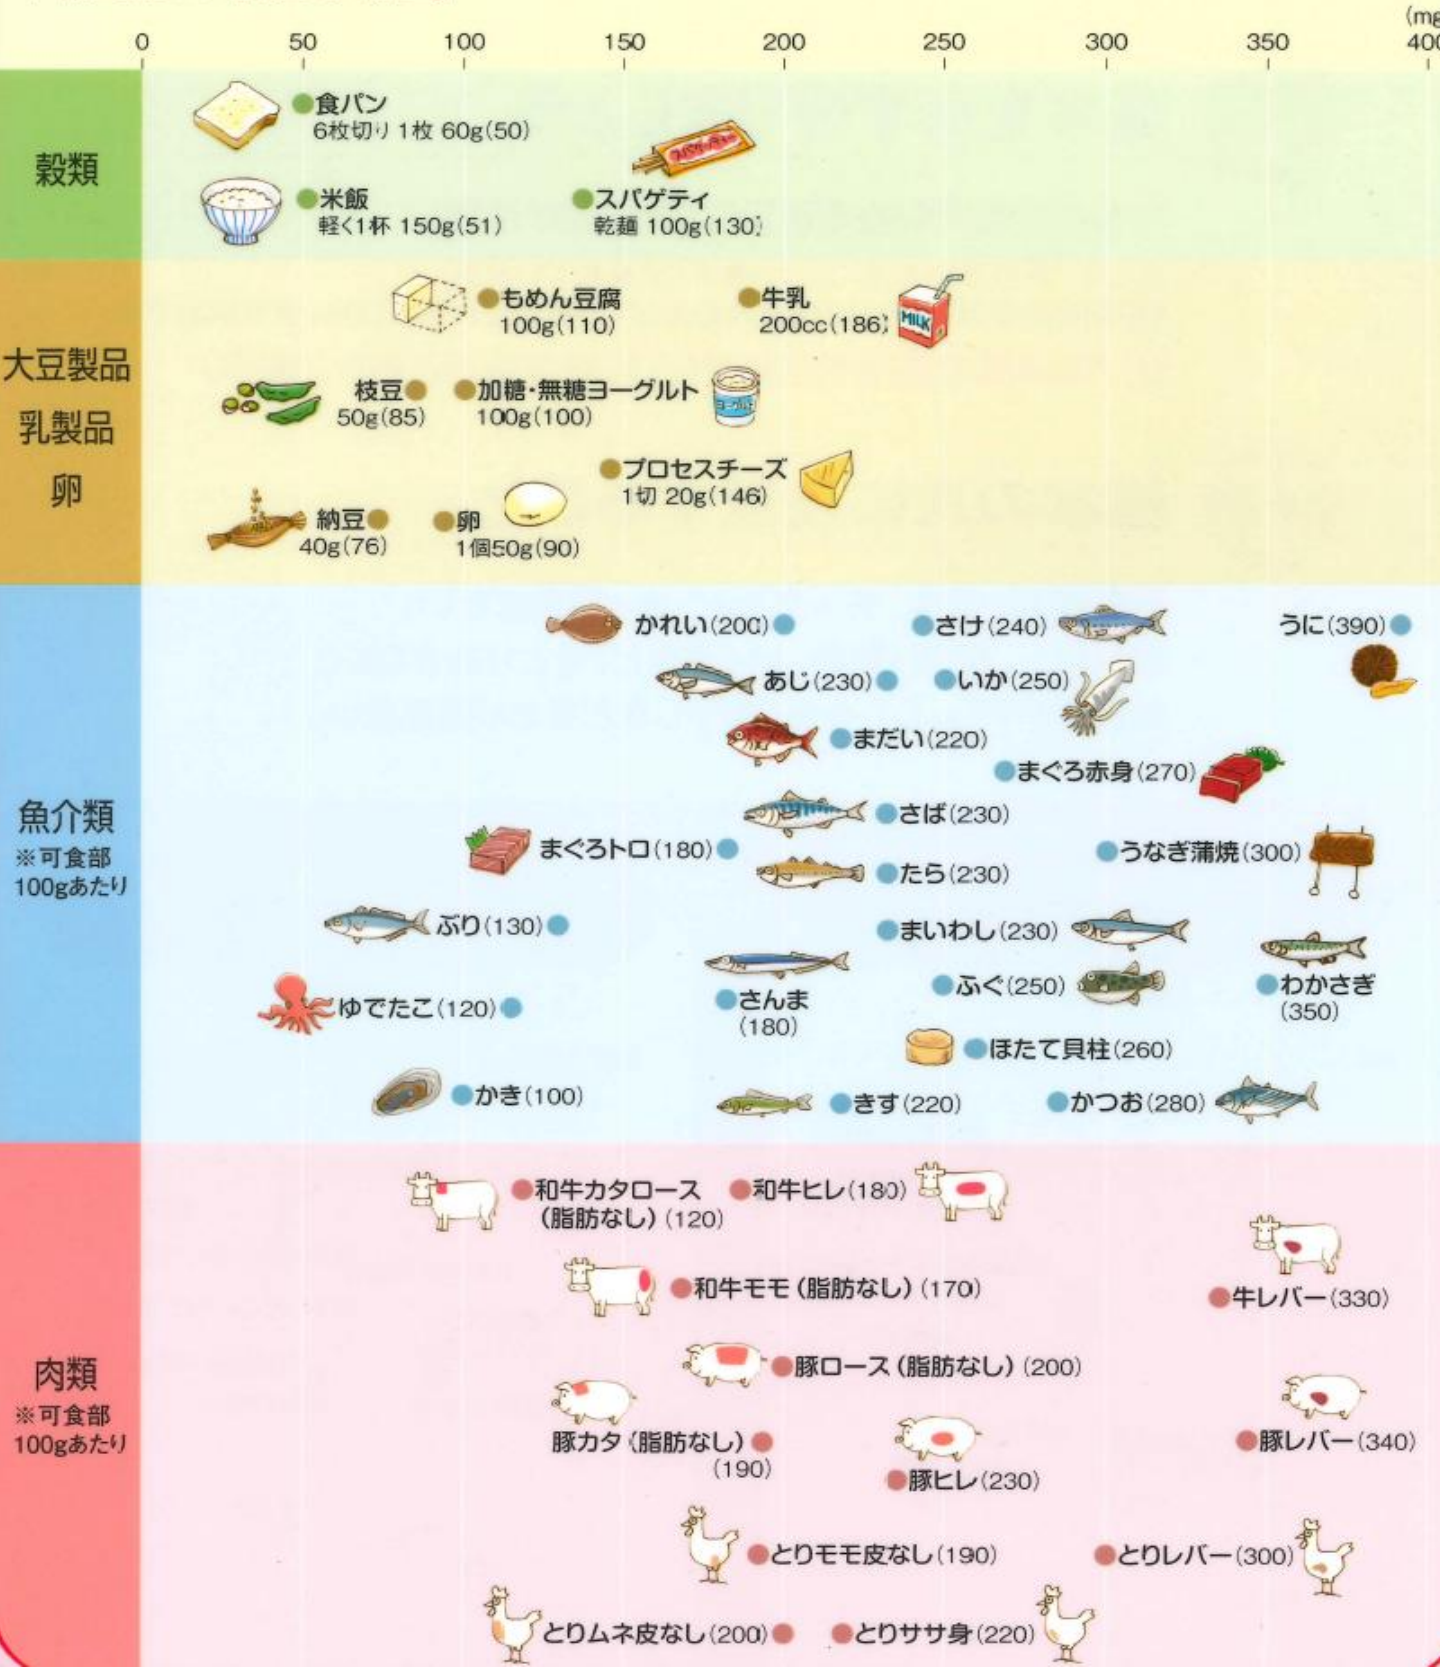 (mg
0 50 100 150 200 250 300 350 400
穀類
食パン
6枚切り 1枚 60g(50)
米飯
軽く1杯 150g(51)
スパゲティ
乾麺 100g(130)
大豆製品
乳製品
卵
もめん豆腐
100g(110)
牛乳
200cc(186)
MILK
枝豆
50g(85)
加糖・無糖ヨーグルト
100g(100)
ヨーグルト
プロセスチーズ
1切 20g(146)
納豆
40g(76)
卵
1個50g(90)
魚介類
※可食部
100gあたり
かれい(200)
さけ(240)
うに(390)
あじ(230)
いか(250)
まだい(220)
まぐろ赤身(270)
さば(230)
まぐろトロ(180)
うなぎ蒲焼(300)
たら(230)
ぶり(130)
まいわし(230)
さんま
(180)
ふぐ(250)
わかさぎ
(350)
ゆでたこ(120)
ほたて貝柱(260)
かき(100)
きす(220)
かつお(280)
肉類
※可食部
100gあたり
和牛カタロース
(脂肪なし)(120)
和牛ヒレ(180)
和牛モモ(脂肪なし)(170)
牛レバー(330)
豚ロース(脂肪なし)(200)
豚カタ(脂肪なし)
(190)
豚ヒレ(230)
豚レバー(340)
とりモモ皮なし(190)
とりレバー(300)
とりムネ皮なし(200)
とりササ身(220)